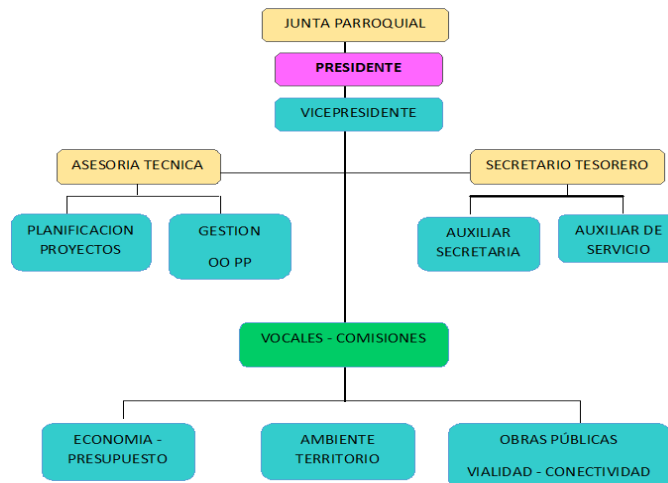 JUNTA PARROQUIAL
PRESIDENTE
VICEPRESIDENTE
ASESORIA TECNICA
SECRETARIO TESORERO
PLANIFICACION
PROYECTOS
GESTION
OO PP
AUXILIAR
SECRETARIA
AUXILIAR DE
SERVICIO
VOCALES - COMISIONES
ECONOMIA -
PRESUPUESTO
AMBIENTE
TERRITORIO
OBRAS PÚBLICAS
VIALIDAD - CONECTIVIDAD